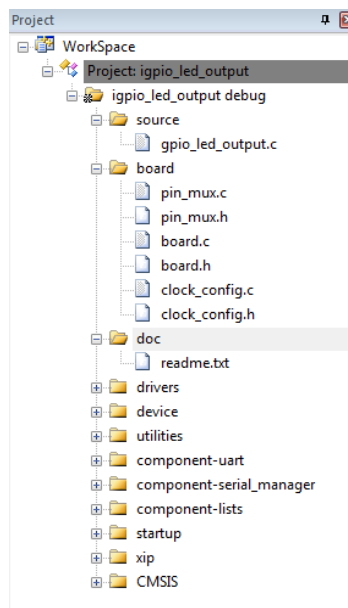 Project
WorkSpace
Project: igpio_led_output
igpio_led_output debug
source
gpio_led_output.c
board
pin_mux.c
pin_mux.h
board.c
board.h
clock_config.c
clock_config.h
doc
readme.txt
drivers
device
utilities
component-uart
component-serial_manager
component-lists
startup
xip
CMSIS